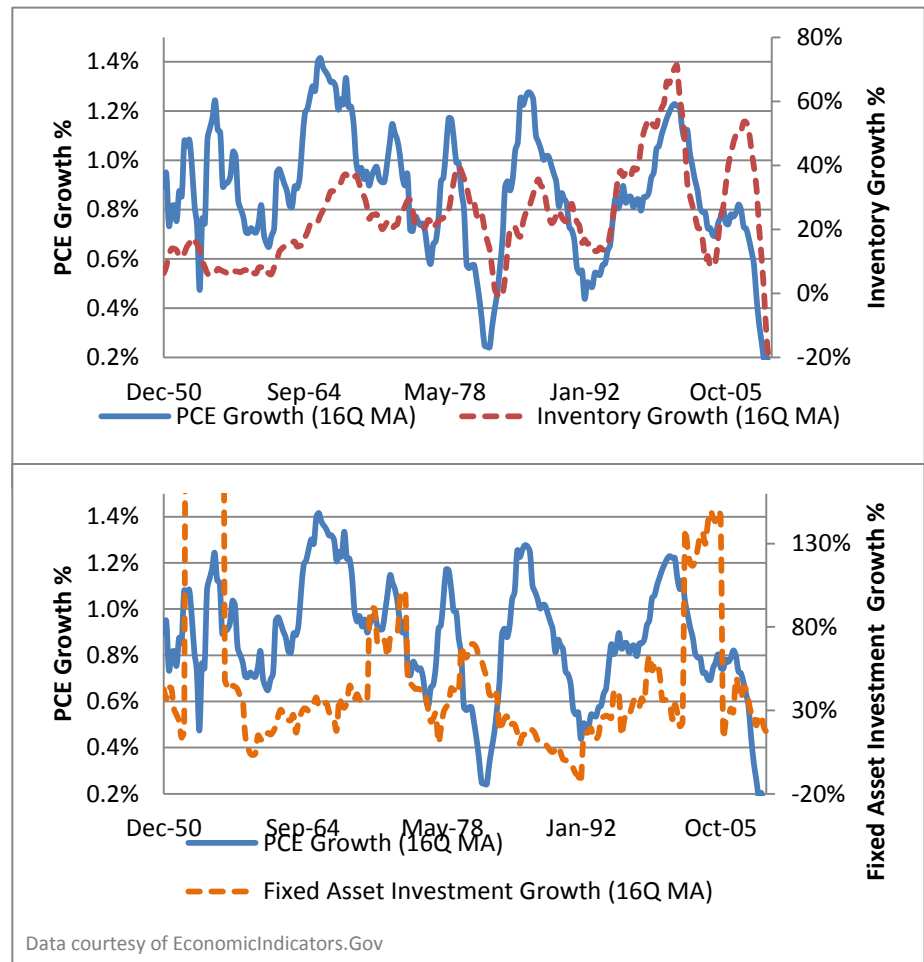 PCE Growth %
1.4%
1.2%
1.0%
0.8%
0.6%
0.4%
0.2%
80%
60%
40%
20%
0%
-20%
Inventory Growth %
Dec-50 Sep-64 May-78 Jan-92 Oct-05
PCE Growth (16Q MA) Inventory Growth (16Q MA)
PCE Growth %
1.4%
1.2%
1.0%
0.8%
0.6%
0.4%
0.2%
130%
80%
30%
-20%
Fixed Asset Investment Growth %
Dec-50 Sep-64 May-78 Jan-92 Oct-05
PCE Growth (16Q MA)
Fixed Asset Investment Growth (16Q MA)
Data courtesy of EconomicIndicators.Gov